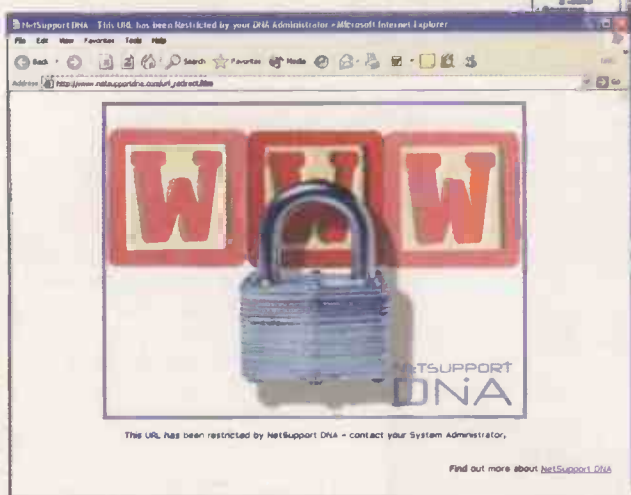 NetSupport DNA - This URL has been Restricted by your DNA Administrator - Microsoft Internet Explorer
File Edit View Favorites Tools Help
Back Search Favorites Media
Address http://www.netsupportdna.com/url_redirect.htm Go
W W W
NETSUPPORT
DNA
This URL has been restricted by NetSupport DNA - contact your System Administrator.
Find out more about NetSupport DNA